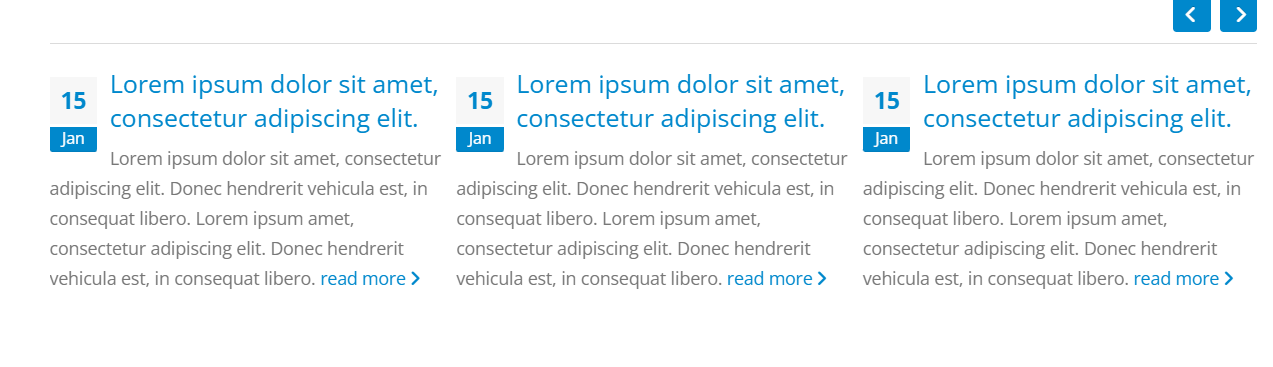 15
Jan
Lorem ipsum dolor sit amet,
consectetur adipiscing elit.
Lorem ipsum dolor sit amet, consectetur
adipiscing elit. Donec hendrerit vehicula est, in
consequat libero. Lorem ipsum amet,
consectetur adipiscing elit. Donec hendrerit
vehicula est, in consequat libero. read more
15
Jan
Lorem ipsum dolor sit amet,
consectetur adipiscing elit.
Lorem ipsum dolor sit amet, consectetur
adipiscing elit. Donec hendrerit vehicula est, in
consequat libero. Lorem ipsum amet,
consectetur adipiscing elit. Donec hendrerit
vehicula est, in consequat libero. read more
15
Jan
Lorem ipsum dolor sit amet,
consectetur adipiscing elit.
Lorem ipsum dolor sit amet, consectetur
adipiscing elit. Donec hendrerit vehicula est, in
consequat libero. Lorem ipsum amet,
consectetur adipiscing elit. Donec hendrerit
vehicula est, in consequat libero. read more